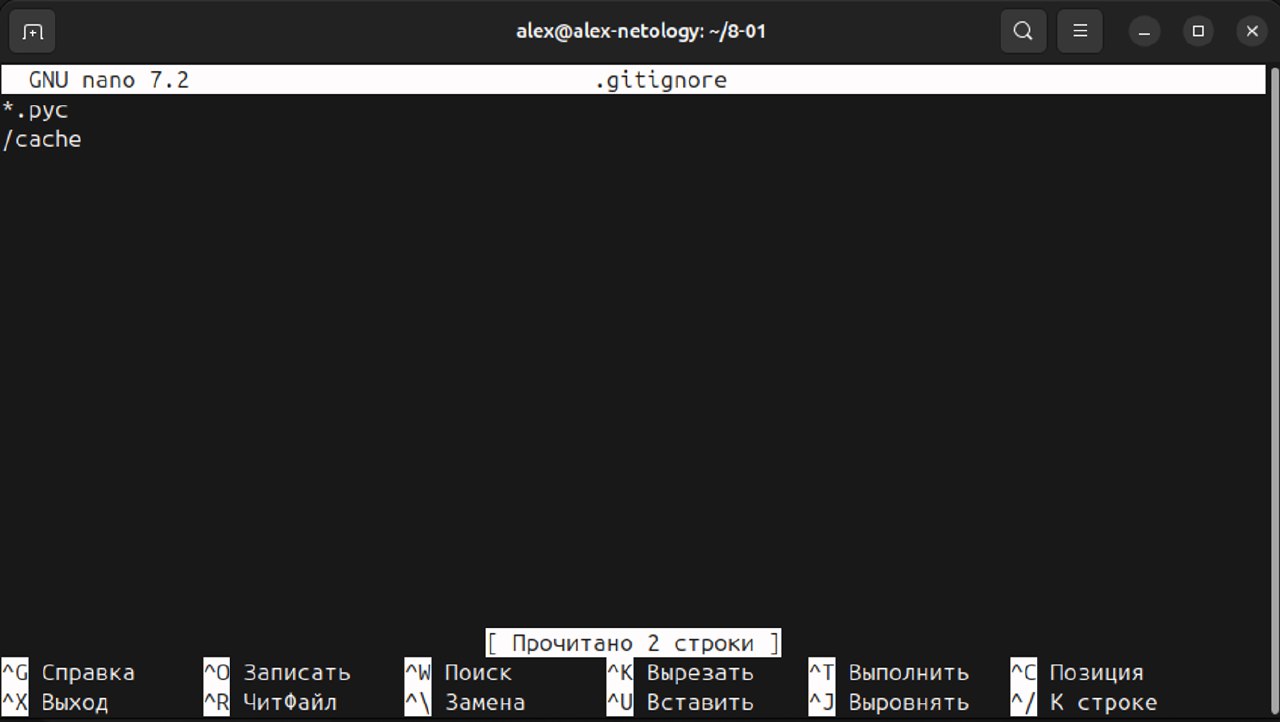 alex@alex-netology: ~/8-01
GNU nano 7.2 .gitignore
*.pyc
/cache
[ Прочитано 2 строки ]
^G Справка ^O Записать ^W Поиск ^K Вырезать ^T Выполнить ^C Позиция
^X Выход ^R ЧитФайл ^\ Замена ^U Вставить ^J Выровнять ^/ К строке